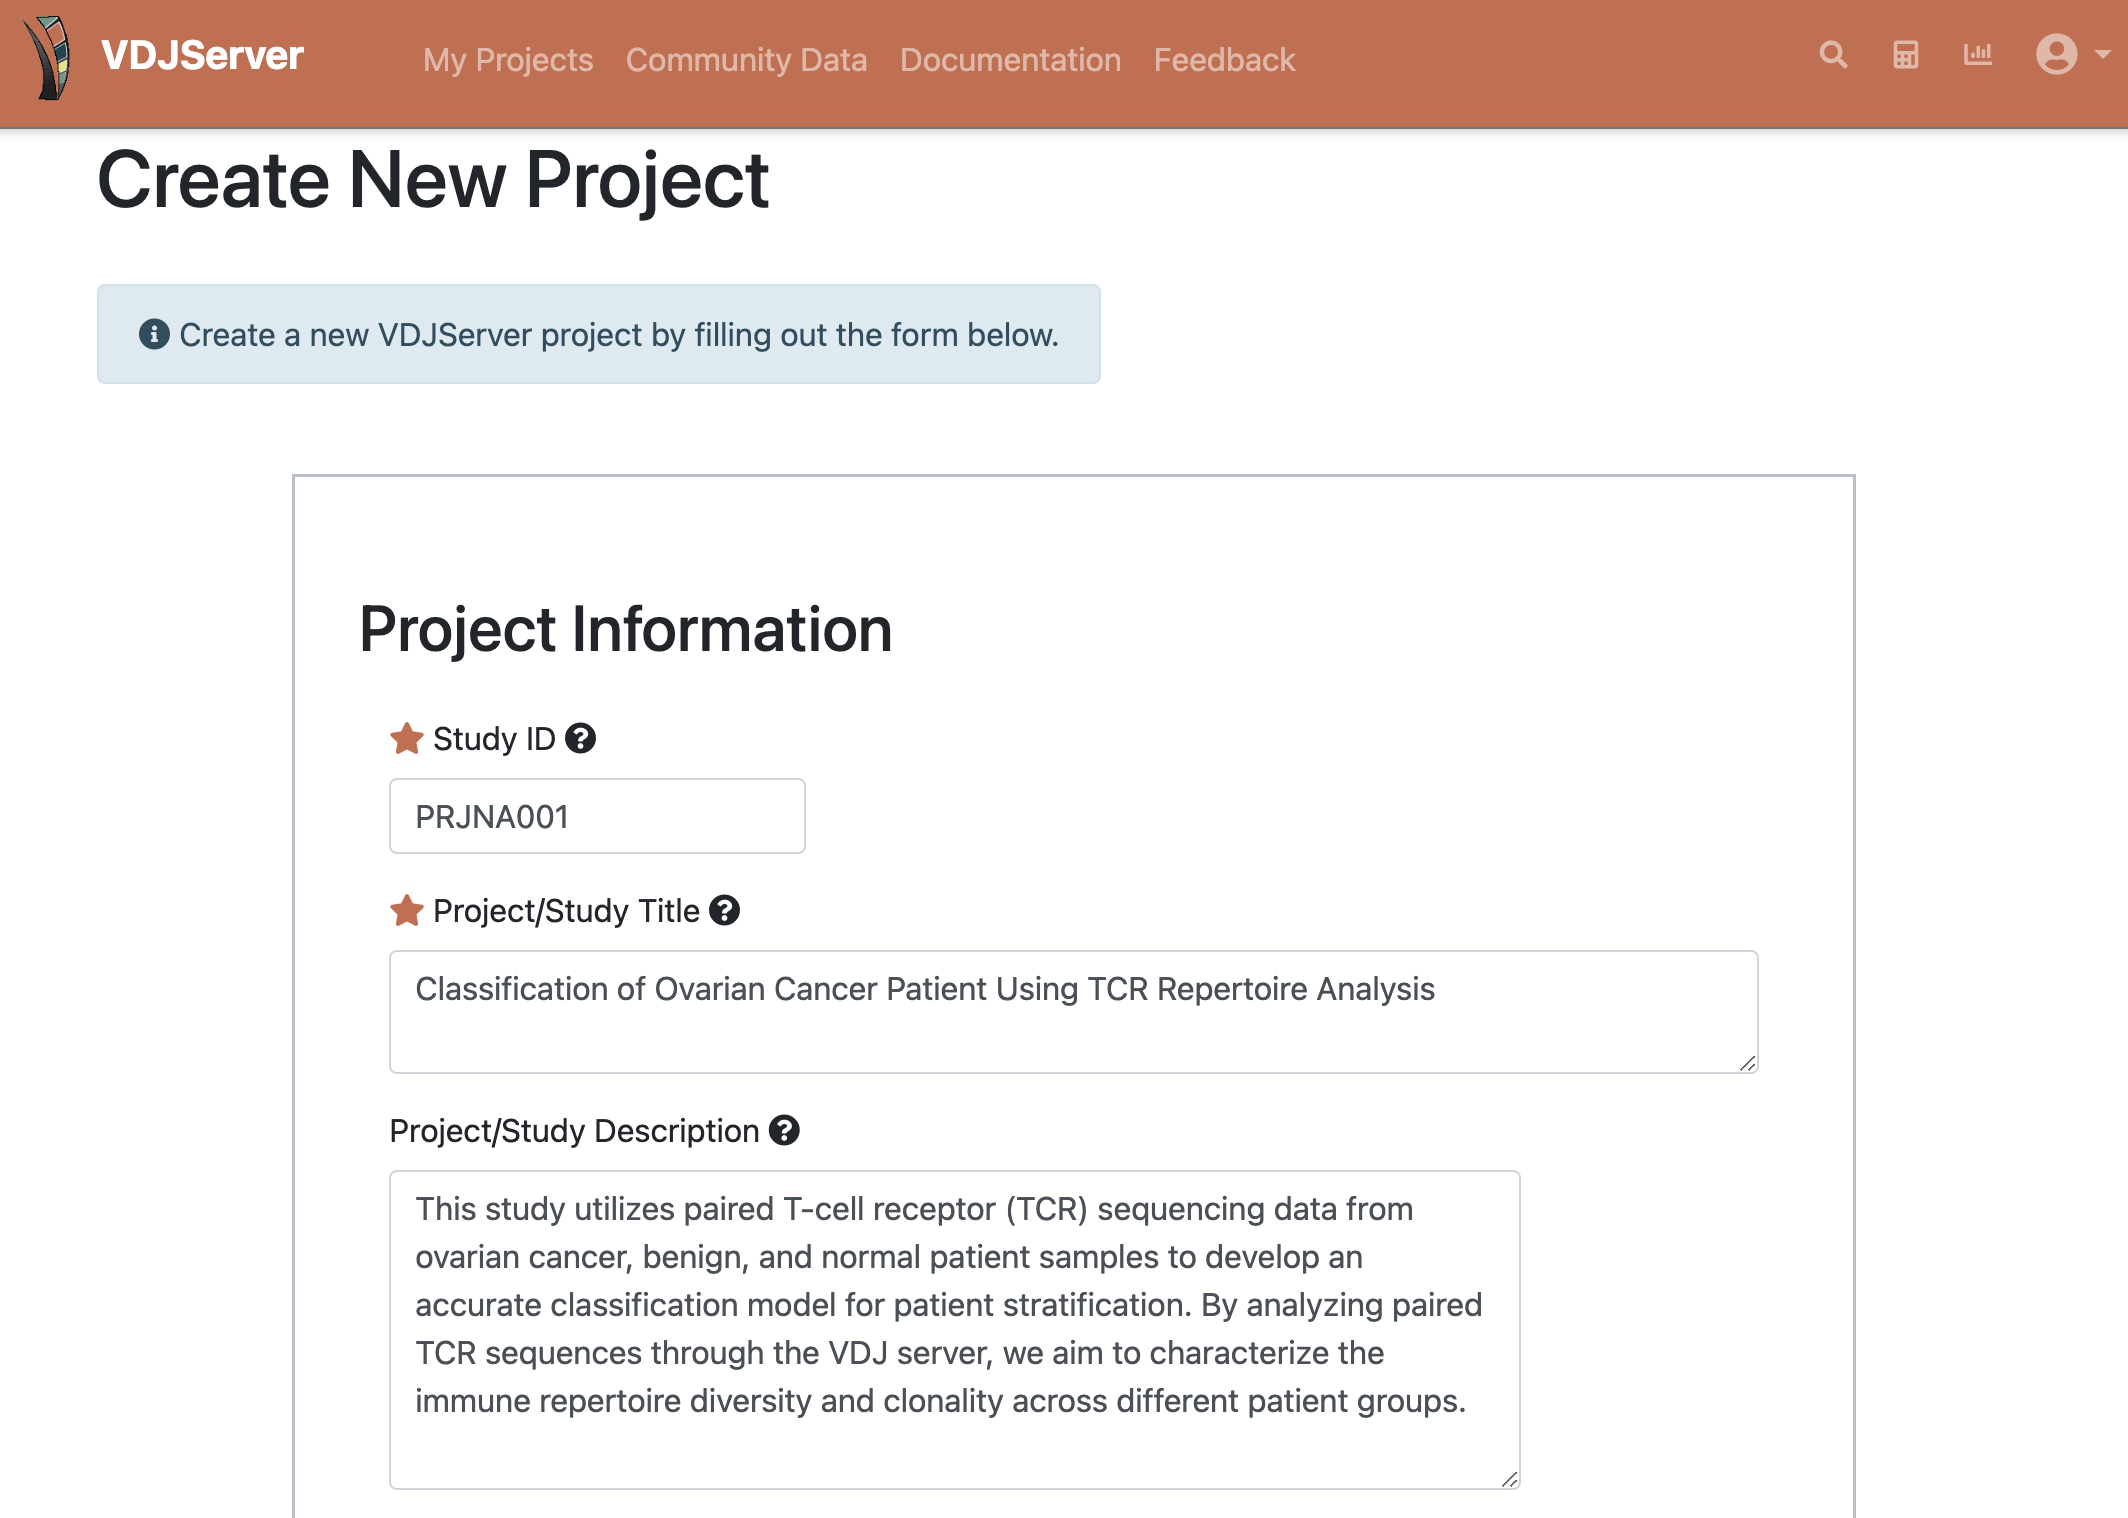 VDJServer
My Projects Community Data Documentation Feedback
Create New Project
Create a new VDJServer project by filling out the form below.
Project Information
Study ID
PRJNA001
Project/Study Title
Classification of Ovarian Cancer Patient Using TCR Repertoire Analysis
Project/Study Description
This study utilizes paired T-cell receptor (TCR) sequencing data from
ovarian cancer, benign, and normal patient samples to develop an
accurate classification model for patient stratification. By analyzing paired
TCR sequences through the VDJ server, we aim to characterize the
immune repertoire diversity and clonality across different patient groups.